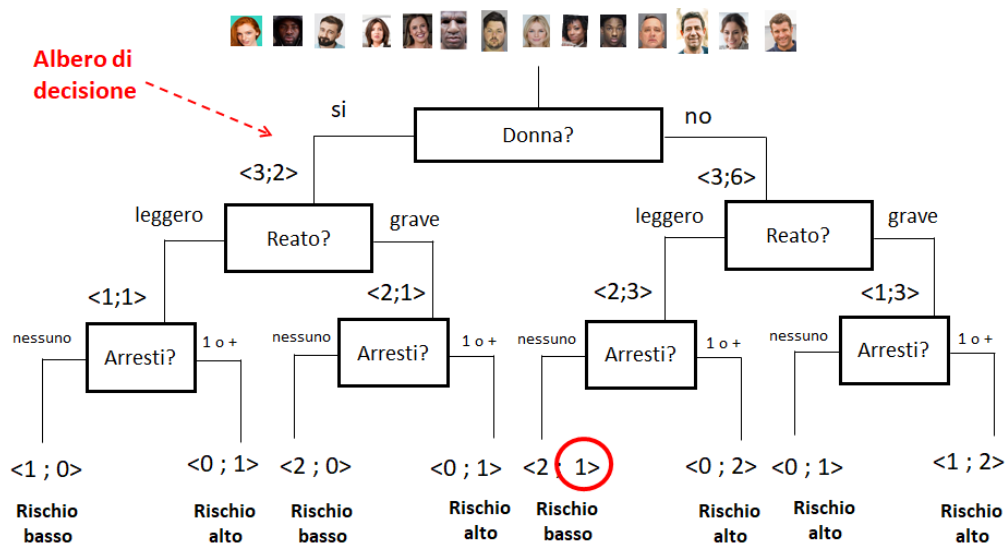 Albero di
decisione
si
Donna?
no
<3;2>
<3;6>
leggero
Reato?
grave
leggero
Reato?
grave
<1;1>
<2;1>
<2;3>
<1;3>
nessuno
Arresti?
1 o +
nessuno
Arresti?
1 o +
nessuno
Arresti?
1 o +
nessuno
Arresti?
1 o +
<1 ; 0>
<0 ; 1>
<2 ; 0>
<0 ; 1>
<2 ; 1>
<0 ; 2>
<0 ; 1>
<1 ; 2>
Rischio
basso
Rischio
alto
Rischio
basso
Rischio
alto
Rischio
basso
Rischio
alto
Rischio
alto
Rischio
alto